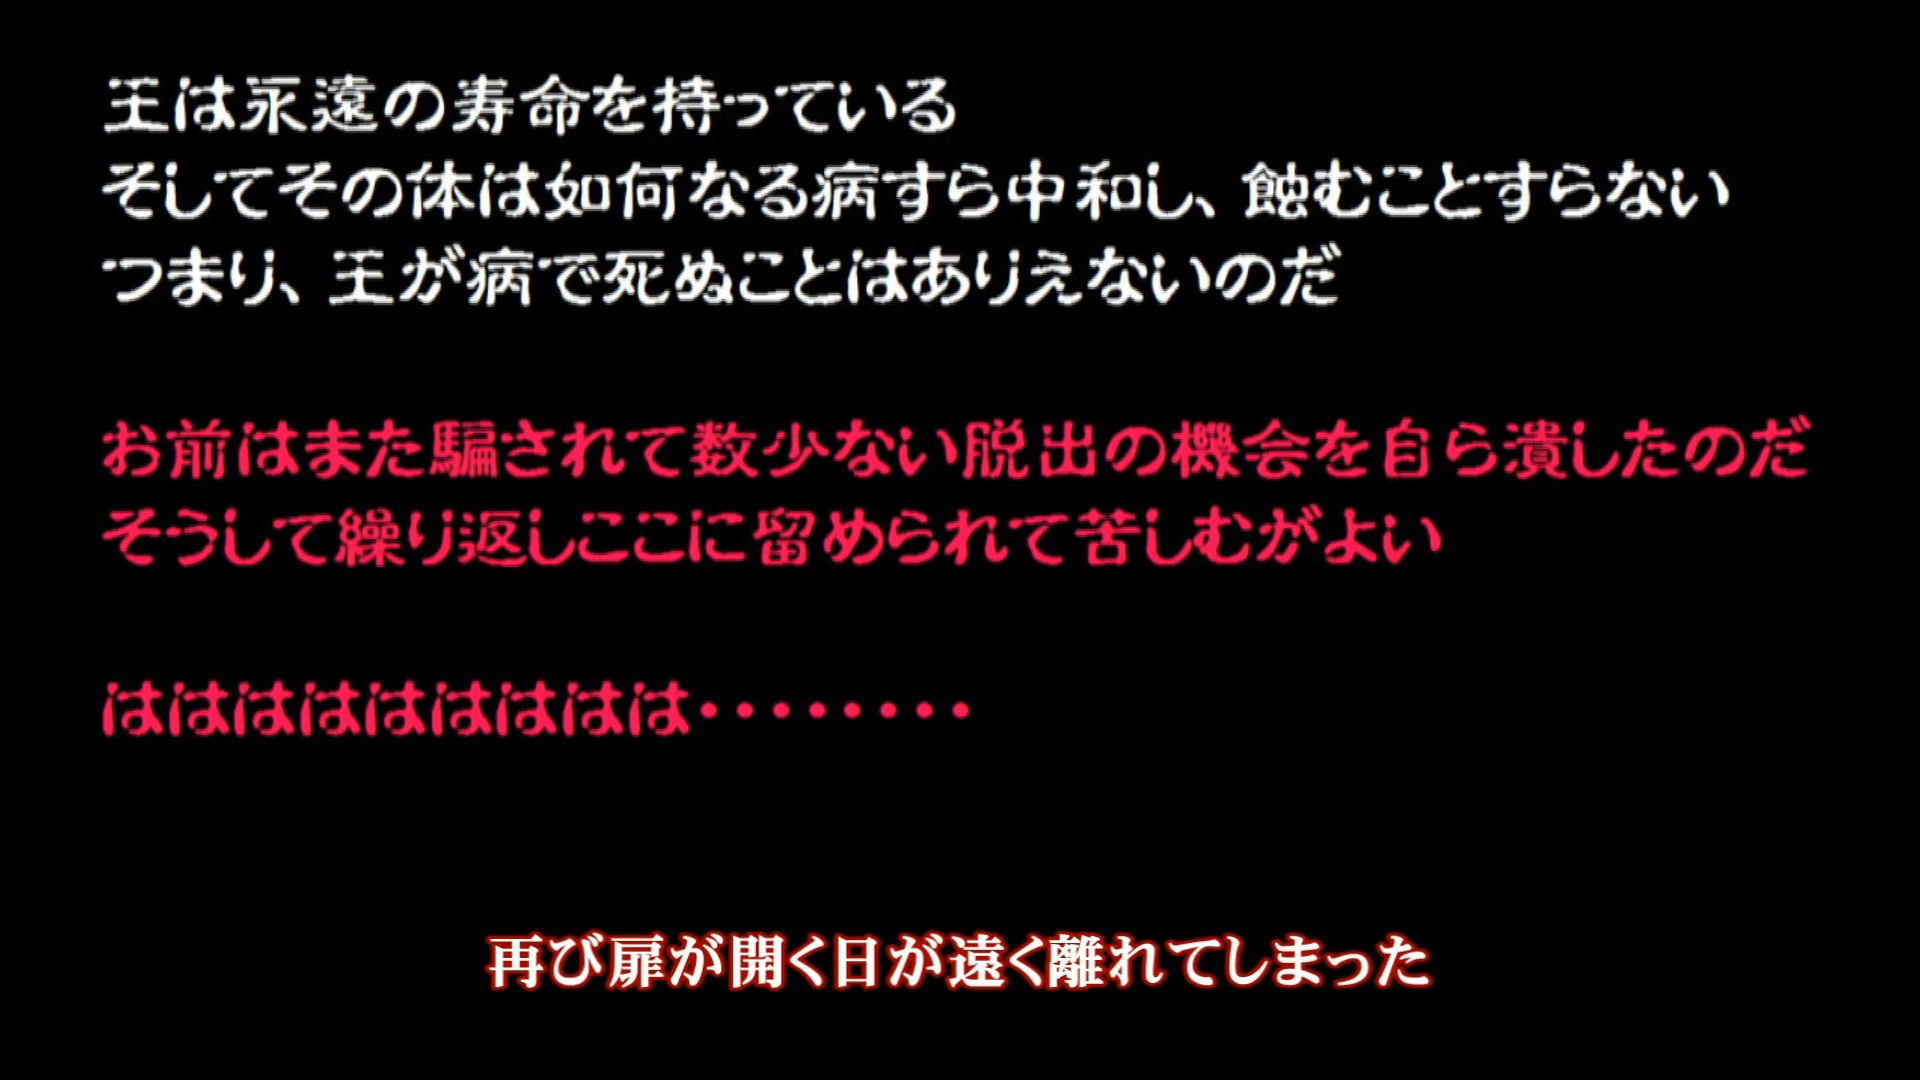 王は永遠の寿命を持っている
そしてその体は如何なる病すら中和し、蝕むことすらない
つまり、王が病で死ぬことはありえないのだ
お前はまた騙されて数少ない脱出の機会を自ら潰したのだ
そうして繰り返しここに留められて苦しむがよい
ははははははははは・・・・・・・・
再び扉が開く日が遠く離れてしまった